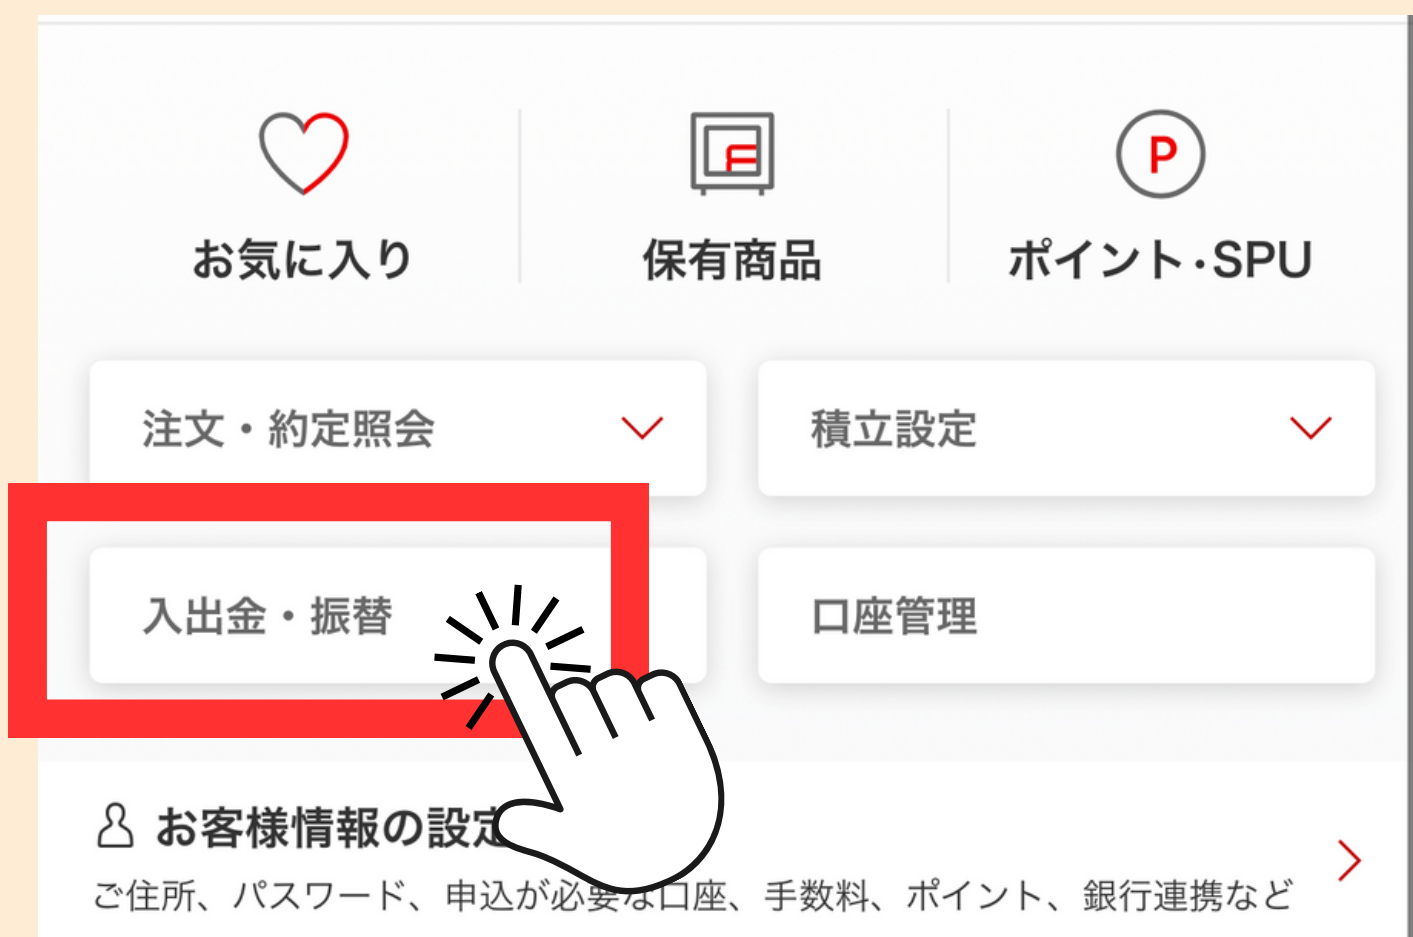 お気に入り
保有商品
P
ポイント・SPU
注文・約定照会
積立設定
入出金・振替
口座管理
お客様情報の設定
ご住所、パスワード、申込が必要な口座、手数料、ポイント、銀行連携など